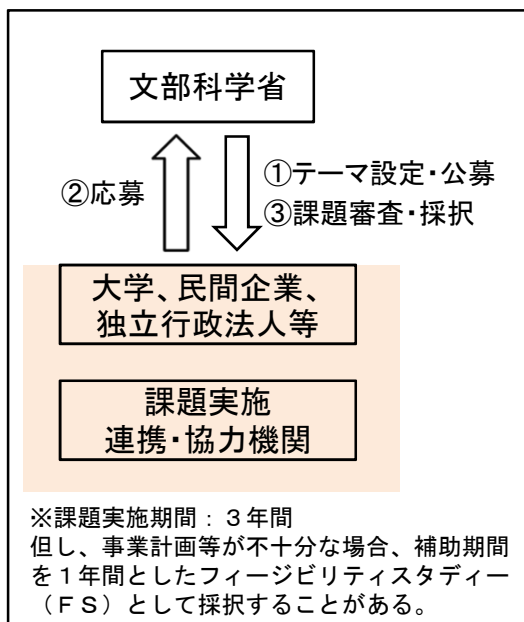 文部科学省
②応募
①テーマ設定・公募
③課題審査・採択
大学、民間企業、
独立行政法人等
課題実施
連携・協力機関
※課題実施期間：３年間
但し、事業計画等が不十分な場合、補助期間
を１年間としたフィージビリティスタディー
（ＦＳ）として採択することがある。